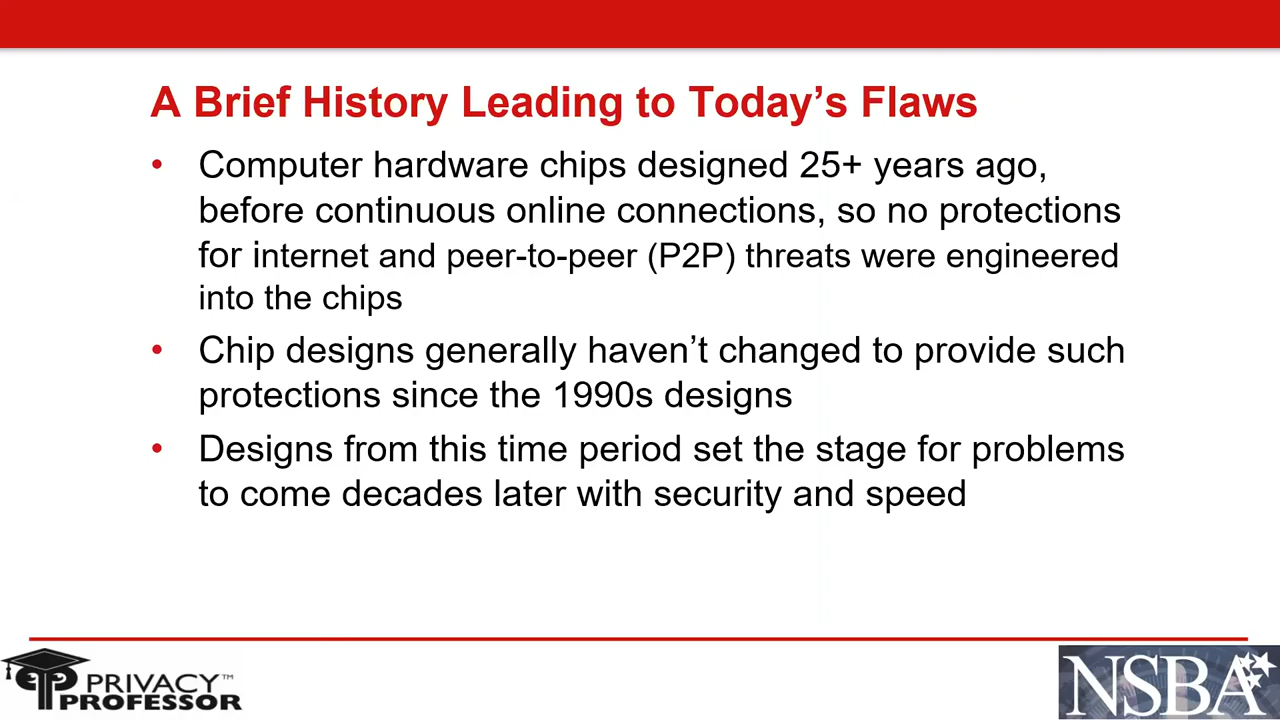 A Brief History Leading to Today’s Flaws
• Computer hardware chips designed 25+ years ago,
before continuous online connections, so no protections
for internet and peer-to-peer (P2P) threats were engineered
into the chips
• Chip designs generally haven’t changed to provide such
protections since the 1990s designs
• Designs from this time period set the stage for problems
to come decades later with security and speed
PRIVACY™
PROFESSOR
NSBA